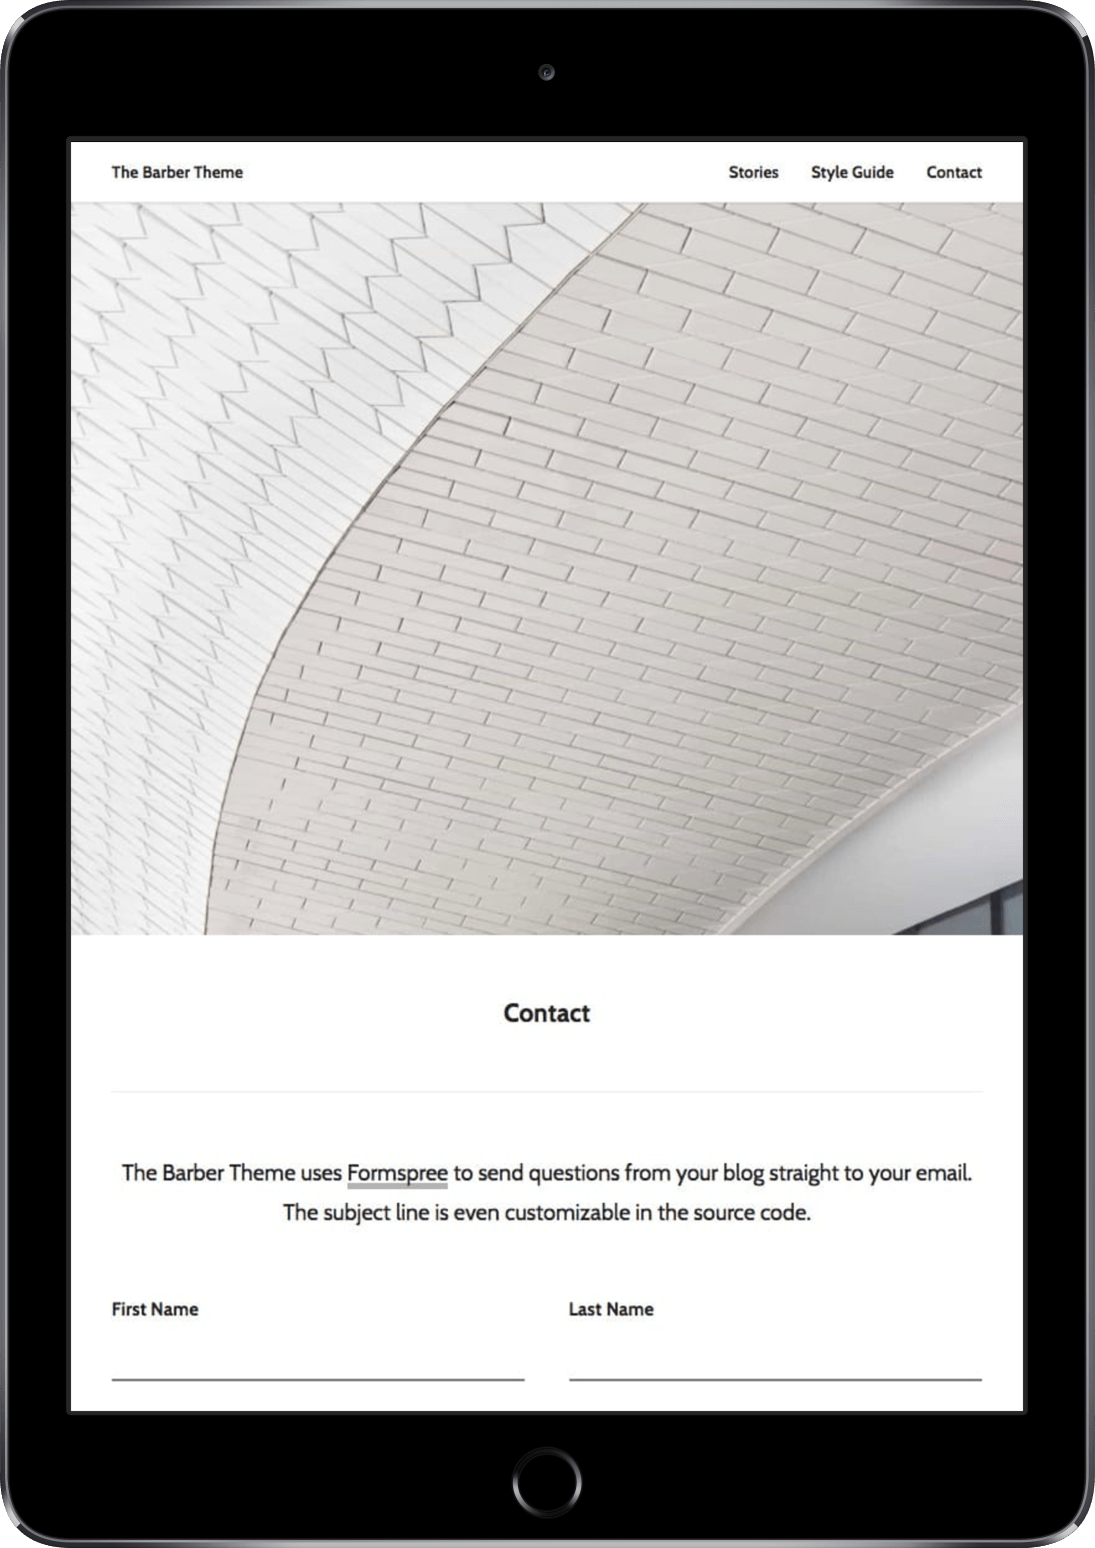 The Barber Theme
Stories Style Guide Contact
Contact
The Barber Theme uses Formspree to send questions from your blog straight to your email.
The subject line is even customizable in the source code.
First Name
Last Name